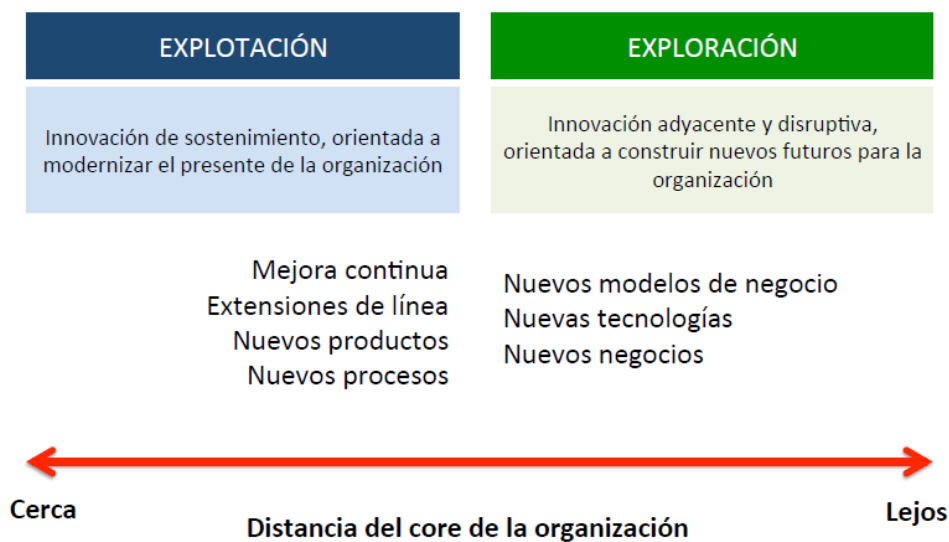 EXPLOTACIÓN
Innovación de sostenimiento, orientada a
modernizar el presente de la organización
EXPLORACIÓN
Innovación adyacente y disruptiva,
orientada a construir nuevos futuros para la
organización
Mejora continua
Extensiones de línea
Nuevos productos
Nuevos procesos
Nuevos modelos de negocio
Nuevas tecnologías
Nuevos negocios
Cerca
Distancia del core de la organización
Lejos